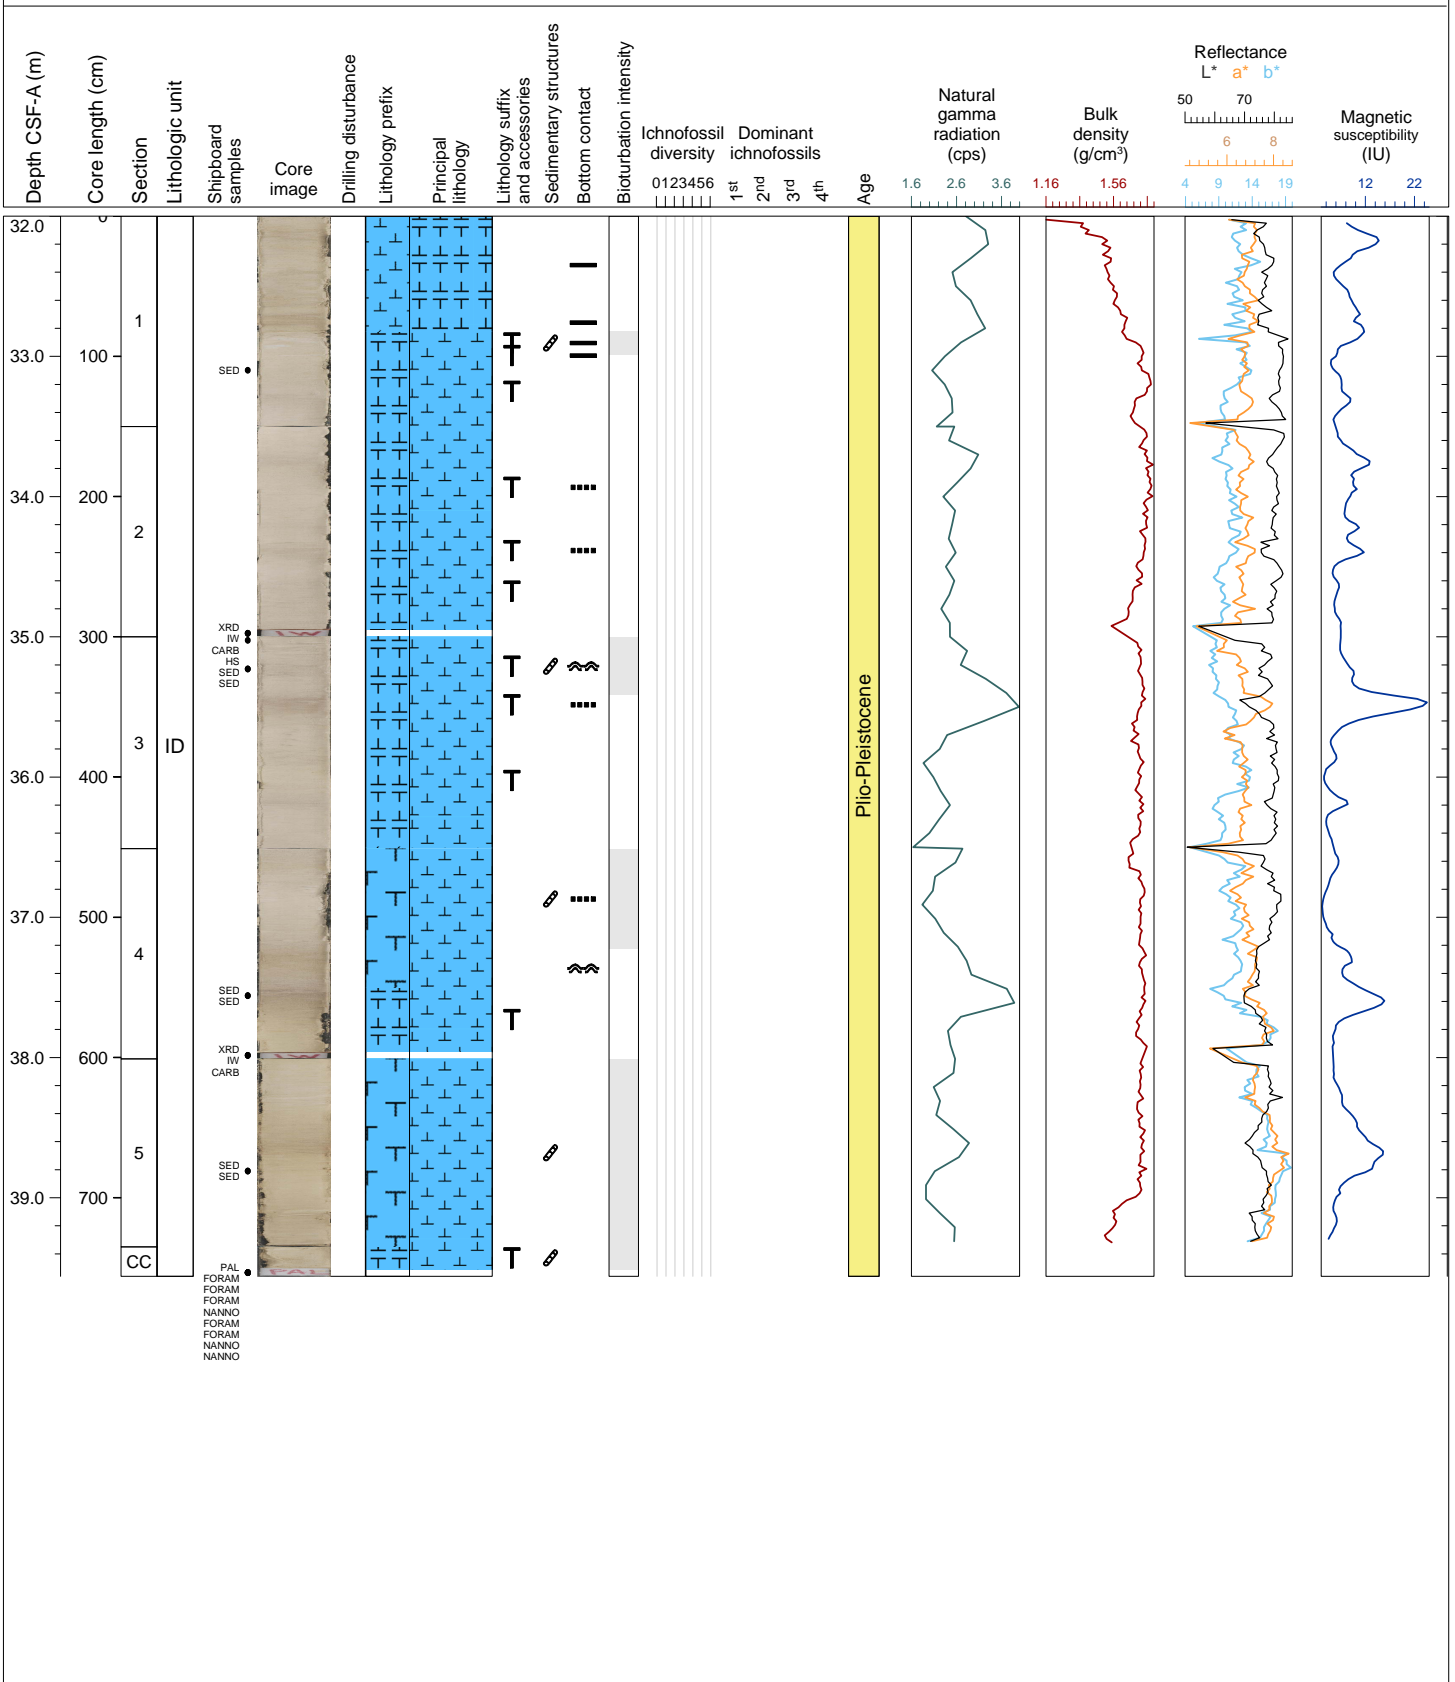 Depth CSF-A (m)
Core length (cm)
Section
Lithologic unit
Shipboard
samples
Core
image
Drilling disturbance
Lithology prefix
Principal
lithology
Lithology suffix
and accessories
Sedimentary structures
Bottom contact
Bioturbation intensity
Ichnofossil
diversity
0123456
Dominant
ichnofossils
1st 2nd 3rd 4th
Age
Natural
gamma
radiation
(cps)
1.6 2.6 3.6
Bulk
density
(g/cm³)
1.16 1.56
Reflectance
L* a* b*
50 70
6 8
4 9 14 19
Magnetic
susceptibility
(IU)
12 22
32.0 0
33.0 100
34.0 200
35.0 300
36.0 400
37.0 500
38.0 600
39.0 700
1
2
3
4
5
CC
ID
SED
XRD
IW
CARB
HS
SED
SED
SED
SED
XRD
IW
CARB
SED
SED
PAL
FORAM
FORAM
FORAM
NANNO
FORAM
FORAM
NANNO
NANNO
IW
IW
PAL
Plio-Pleistocene